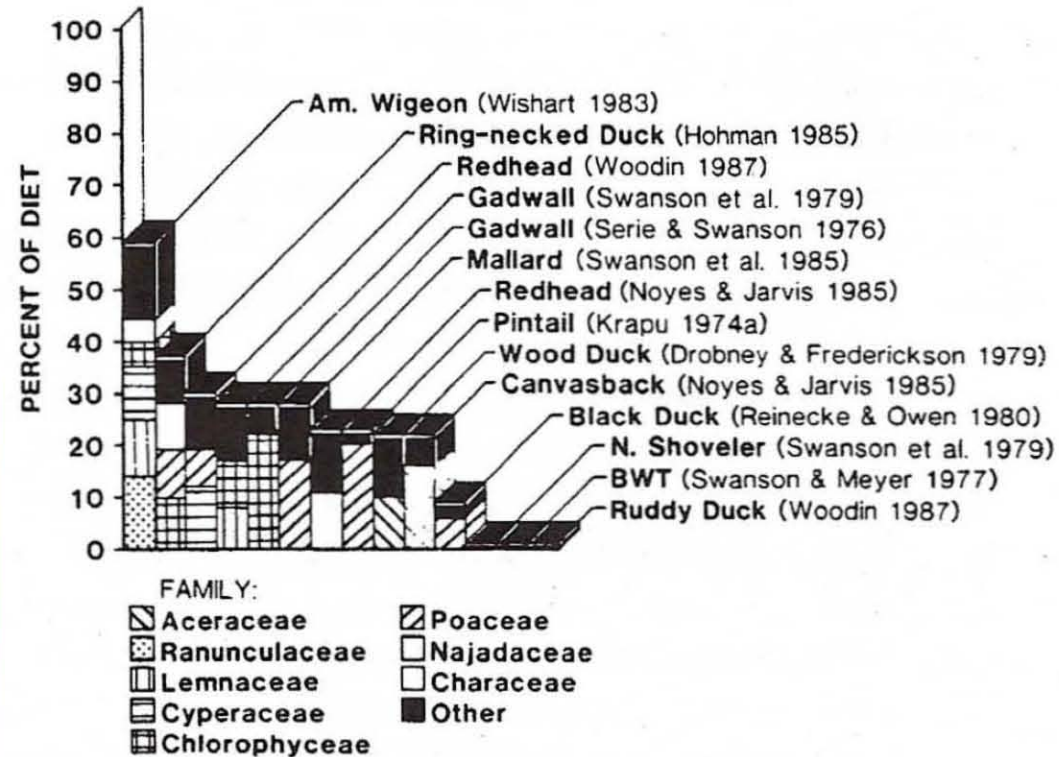 100
90
80
70
60
50
40
30
20
10
0
PERCENT OF DIET
Am. Wigeon (Wishart 1983)
Ring-necked Duck (Hohman 1985)
Redhead (Woodin 1987)
Gadwall (Swanson et al. 1979)
Gadwall (Serie & Swanson 1976)
Mallard (Swanson et al. 1985)
Redhead (Noyes & Jarvis 1985)
Pintail (Krapu 1974a)
Wood Duck (Drobney & Frederickson 1979)
Canvasback (Noyes & Jarvis 1985)
Black Duck (Reinecke & Owen 1980)
N. Shoveler (Swanson et al. 1979)
BWT (Swanson & Meyer 1977)
Ruddy Duck (Woodin 1987)
FAMILY:
Aceraceae
Ranunculaceae
Lemnaceae
Cyperaceae
Chlorophyceae
Poaceae
Najadaceae
Characeae
Other